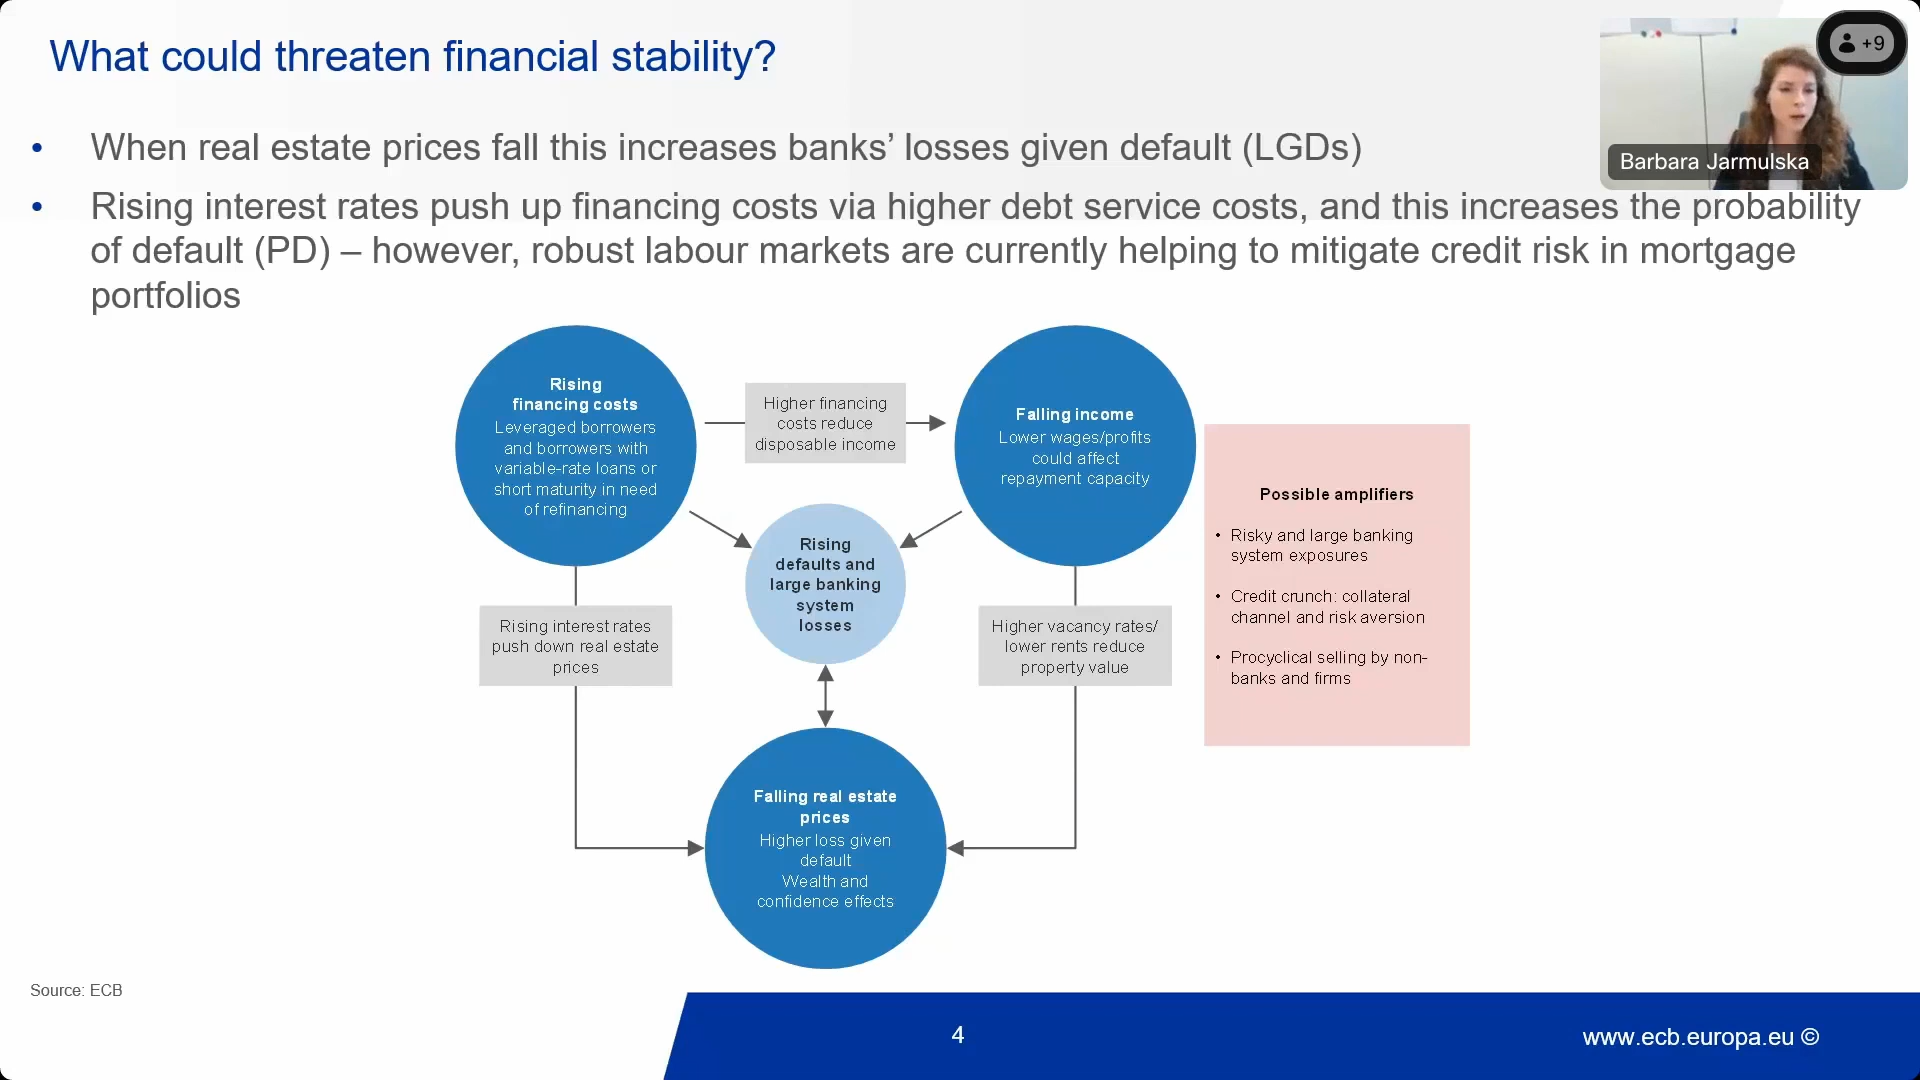 What could threaten financial stability?
+9
Barbara Jarmulska
• When real estate prices fall this increases banks’ losses given default (LGDs)
• Rising interest rates push up financing costs via higher debt service costs, and this increases the probability
of default (PD) – however, robust labour markets are currently helping to mitigate credit risk in mortgage
portfolios
Rising
financing costs
Leveraged borrowers
and borrowers with
variable-rate loans or
short maturity in need
of refinancing
Higher financing
costs reduce
disposable income
Falling income
Lower wages/profits
could affect
repayment capacity
Rising
defaults and
large banking
system
losses
Rising interest rates
push down real estate
prices
Higher vacancy rates/
lower rents reduce
property value
Falling real estate
prices
Higher loss given
default
Wealth and
confidence effects
Possible amplifiers
• Risky and large banking
system exposures
• Credit crunch: collateral
channel and risk aversion
• Procyclical selling by non-
banks and firms
Source: ECB
4
www.ecb.europa.eu ©